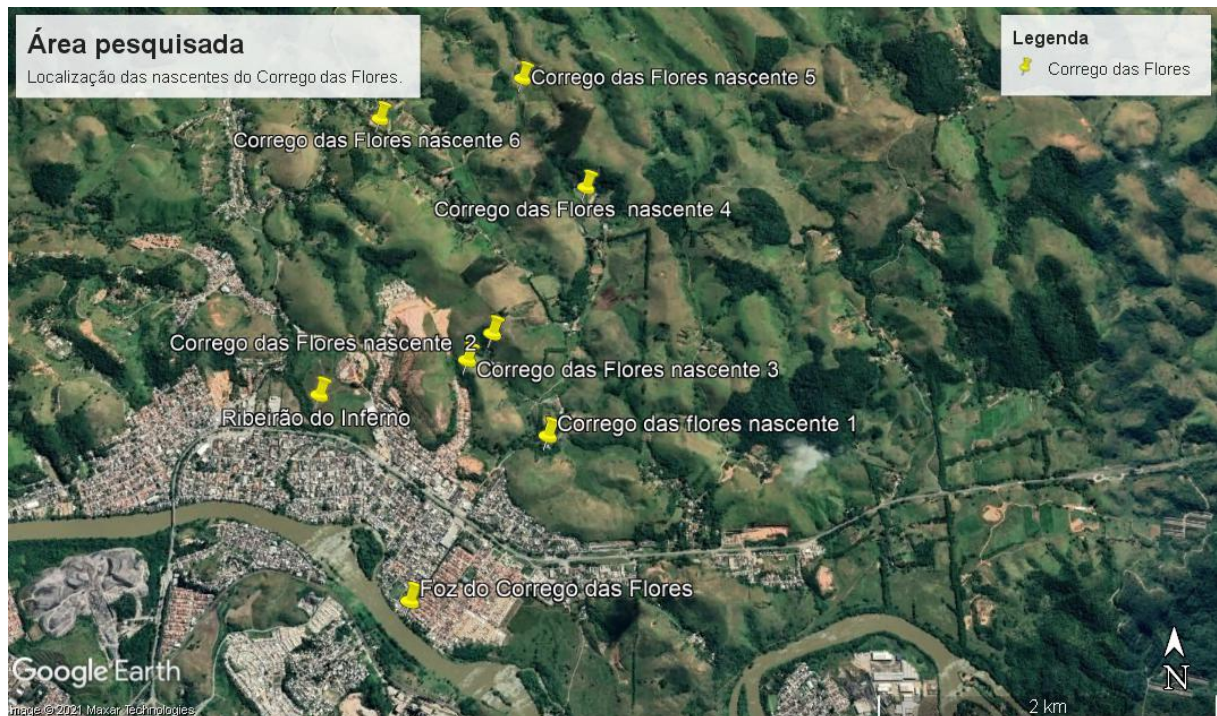 Área pesquisada
Localização das nascentes do Corrego das Flores.
Legenda
Corrego das Flores
Corrego das Flores nascente 5
Corrego das Flores nascente 6
Corrego das Flores  nascente 4
Corrego das Flores nascente  2
Corrego das Flores nascente 3
Ribeirão do Inferno
Corrego das flores nascente 1
Foz do Corrego das Flores
Google Earth
Image © 2021 Maxar Technologies
N
2 km